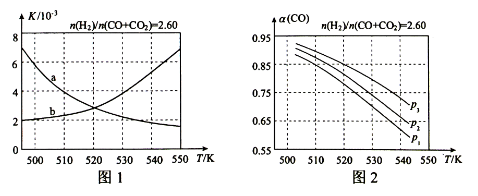 K/10⁻³
n(H₂)/n(CO+CO₂)=2.60
8
6
4
2
0
a
b
500 510 520 530 540 550 T/K
图1
α(CO)
n(H₂)/n(CO+CO₂)=2.60
0.95
0.85
0.75
0.65
0.55
p₃
p₂
p₁
500 510 520 530 540 550 T/K
图2